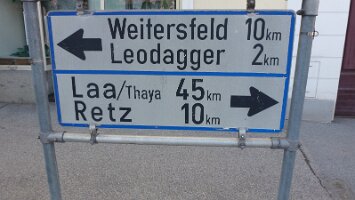 Weitersfeld 10km
Leodagger 2km
Laa/Thaya 45km
Retz 10km